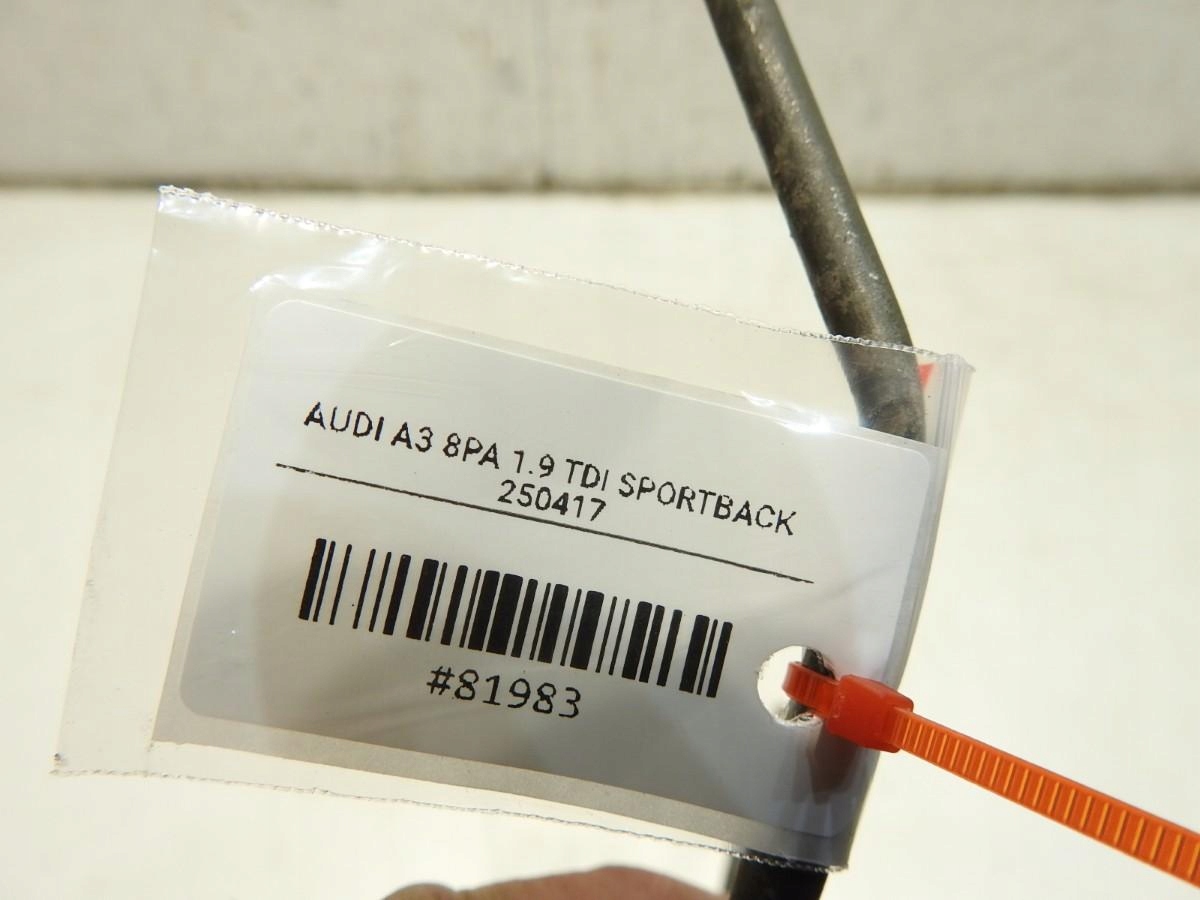 AUDI A3 8PA 1.9 TDI SPORTBACK
250417
#81983